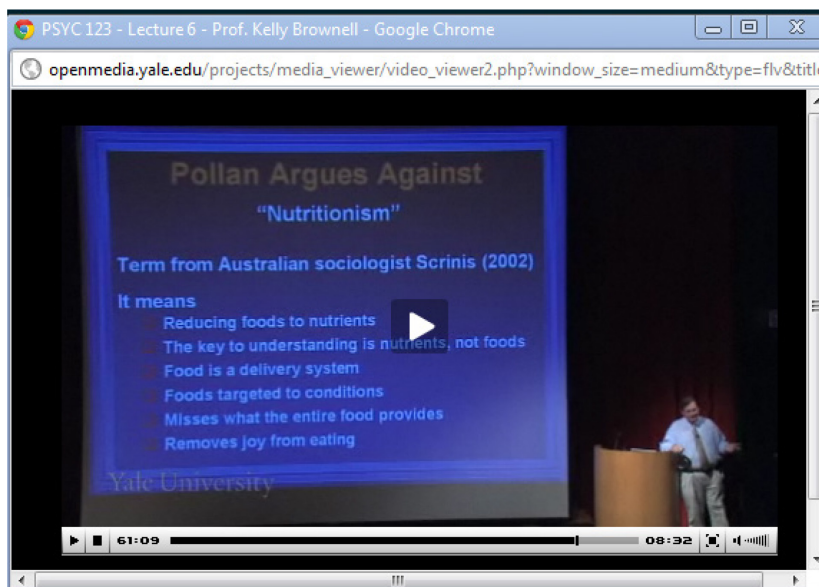 PSYC 123 - Lecture 6 - Prof. Kelly Brownell - Google Chrome
openmedia.yale.edu/projects/media_viewer/video_viewer2.php?window_size=medium&type=flv&title
Pollan Argues Against
"Nutritionism"
Term from Australian sociologist Scrinis (2002)
It means
Reducing foods to nutrients
The key to understanding is nutrients, not foods
Food is a delivery system
Foods targeted to conditions
Misses what the entire food provides
Removes joy from eating
Yale University
61:09 08:32